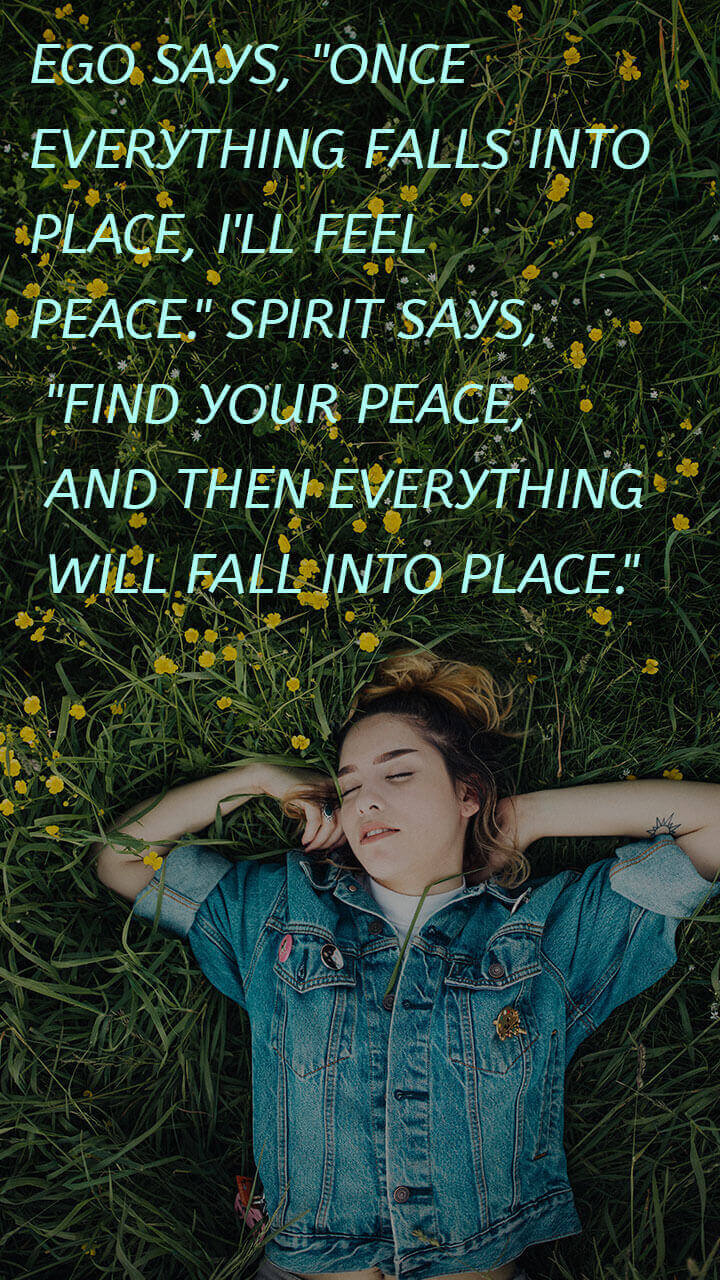 EGO SAYS, "ONCE
EVERYTHING FALLS INTO
PLACE, I'LL FEEL
PEACE." SPIRIT SAYS,
"FIND YOUR PEACE,
AND THEN EVERYTHING
WILL FALL INTO PLACE."